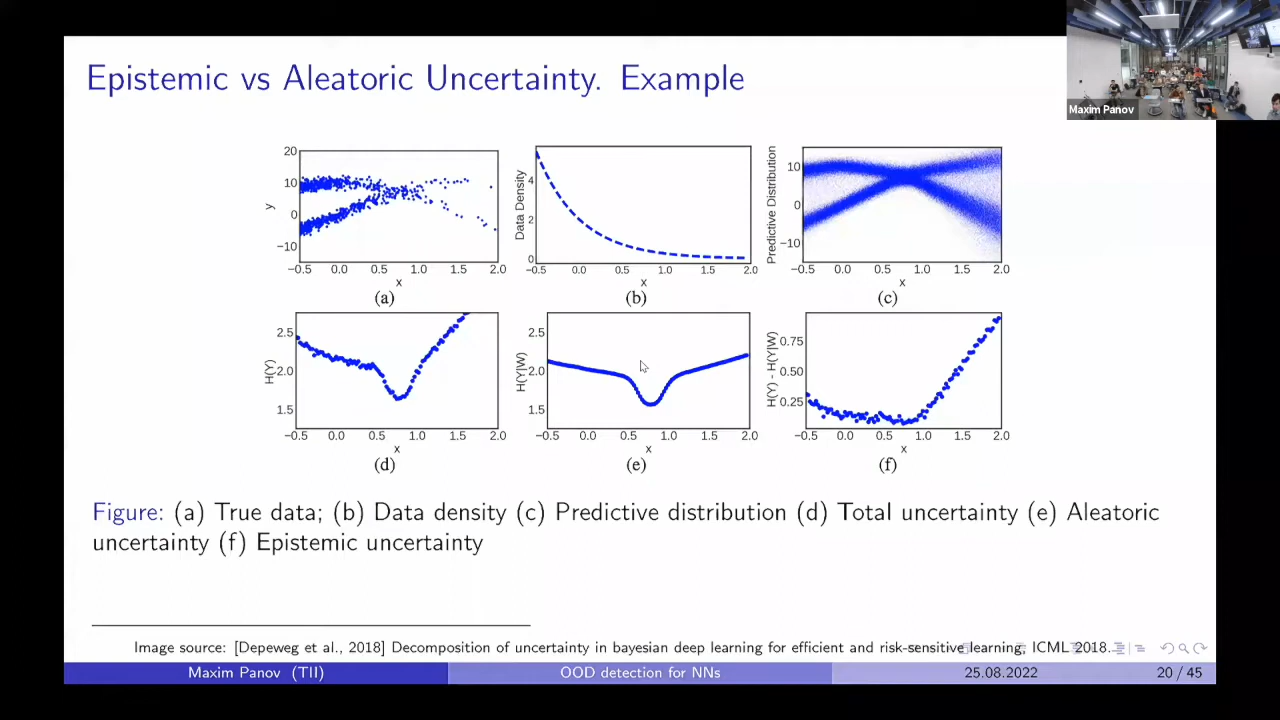 Epistemic vs Aleatoric Uncertainty. Example
Maxim Panov
20
10
0
−10
y
−0.5 0.0 0.5 1.0 1.5 2.0
x
(a)
4
2
0
Data Density
−0.5 0.0 0.5 1.0 1.5 2.0
x
(b)
10
0
−10
Predictive Distribution
−0.5 0.0 0.5 1.0 1.5 2.0
x
(c)
2.5
2.0
1.5
H(Y)
−0.5 0.0 0.5 1.0 1.5 2.0
x
(d)
2.5
2.0
1.5
H(Y|W)
−0.5 0.0 0.5 1.0 1.5 2.0
x
(e)
0.75
0.50
0.25
H(Y) - H(Y|W)
−0.5 0.0 0.5 1.0 1.5 2.0
x
(f)
Figure: (a) True data; (b) Data density (c) Predictive distribution (d) Total uncertainty (e) Aleatoric
uncertainty (f) Epistemic uncertainty
Image source: [Depeweg et al., 2018] Decomposition of uncertainty in bayesian deep learning for efficient and risk-sensitive learning, ICML 2018.
Maxim Panov (TII) OOD detection for NNs 25.08.2022 20 / 45